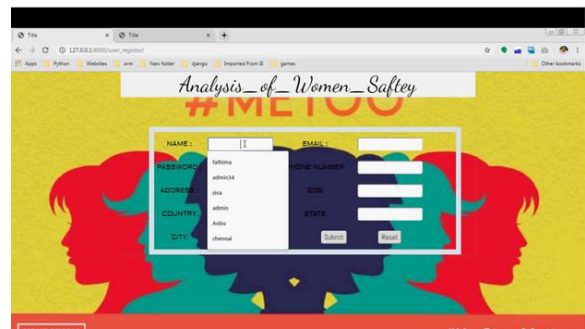 Title
Title
127.0.0.1:8000/user_register/
Apps Python Websites orm New folder django Imported From IE games Other bookmarks
Analysis_of_Women_Saftey
#METOO
NAME : EMAIL :
PASSWORD PHONE NUMBER
ADDRESS DOB
COUNTRY STATE
CITY Submit Reset
fathima
admin34
siva
admin
Anbu
chennai